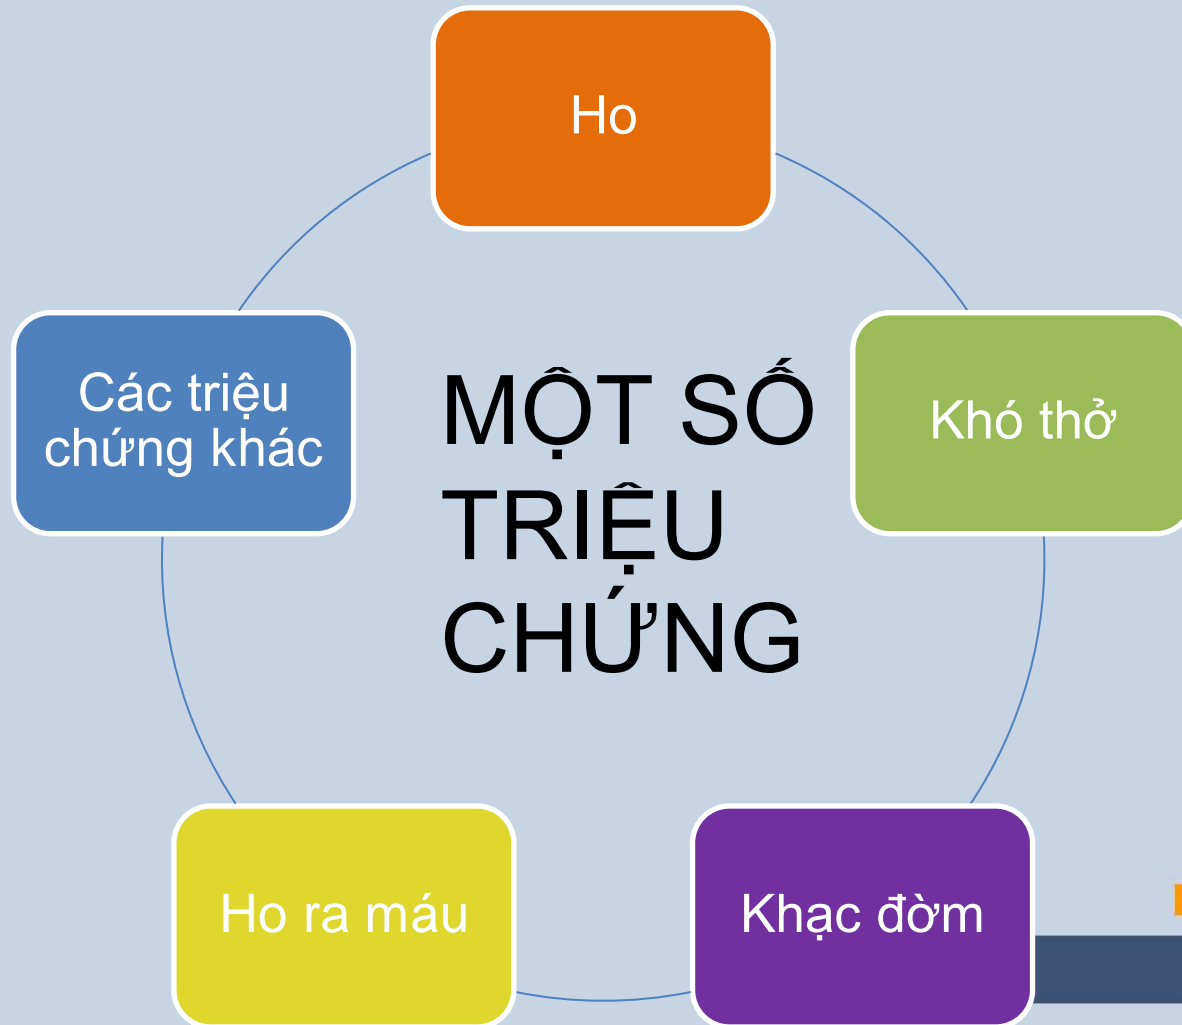 Ho
Các triệu
chứng khác
MỘT SỐ
TRIỆU
CHỨNG
Khó thở
Ho ra máu
Khạc đờm